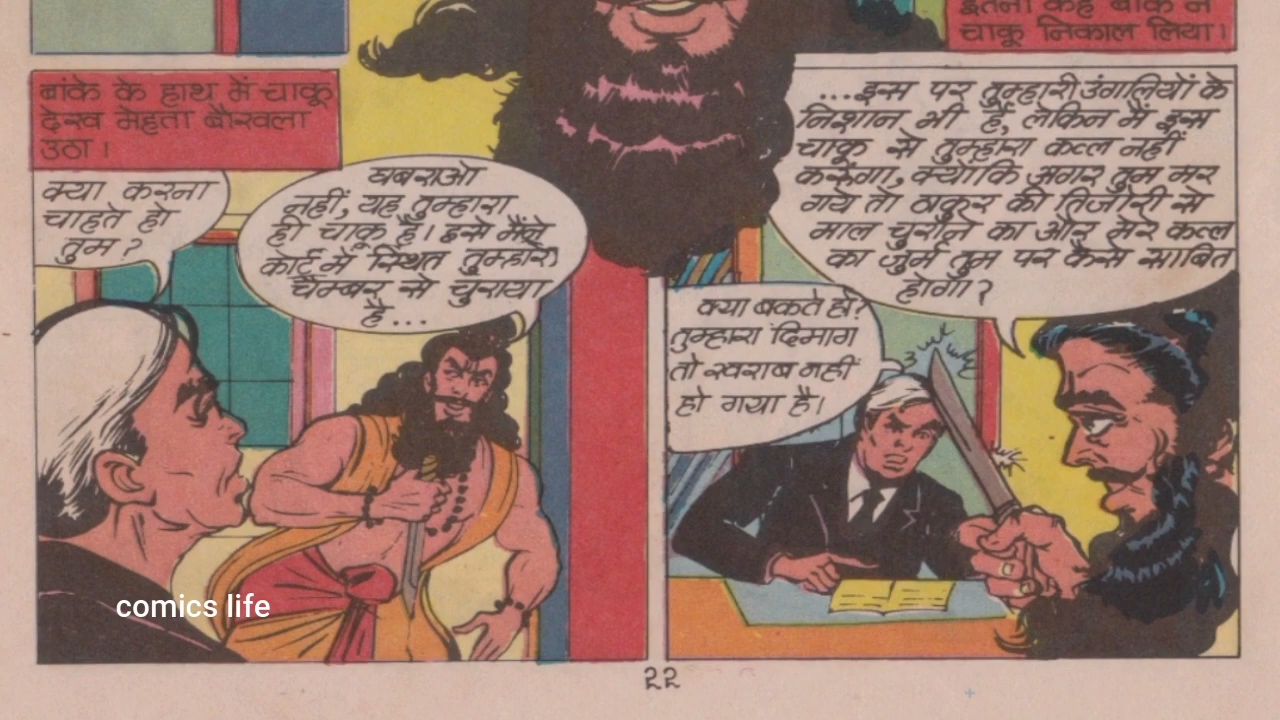 इतना कह बांके ने
चाकू निकाल लिया।
बांके के हाथ में चाकू
देख मेहता बौखला
उठा।
क्या करना
चाहते हो
तुम?
घबराओ
नहीं, यह तुम्हारा
ही चाकू है। इसे मैंने
कोर्ट में स्थित तुम्हारे
चैम्बर से चुराया
है...
...इस पर तुम्हारी उंगलियों के
निशान भी हैं, लेकिन मैं इस
चाकू से तुम्हारा कत्ल नहीं
करूंगा, क्योंकि अगर तुम मर
गये तो ठाकुर की तिजोरी से
माल चुराने का और मेरे कत्ल
का जुर्म तुम पर कैसे साबित
होगा?
क्या बकते हो?
तुम्हारा दिमाग
तो खराब नहीं
हो गया है।
comics life
22